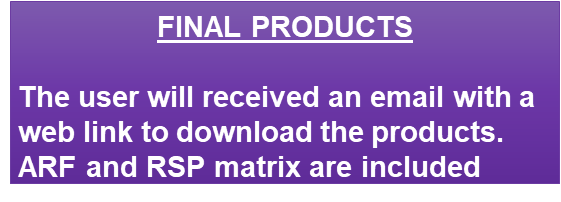 FINAL PRODUCTS
The user will received an email with a
web link to download the products.
ARF and RSP matrix are included